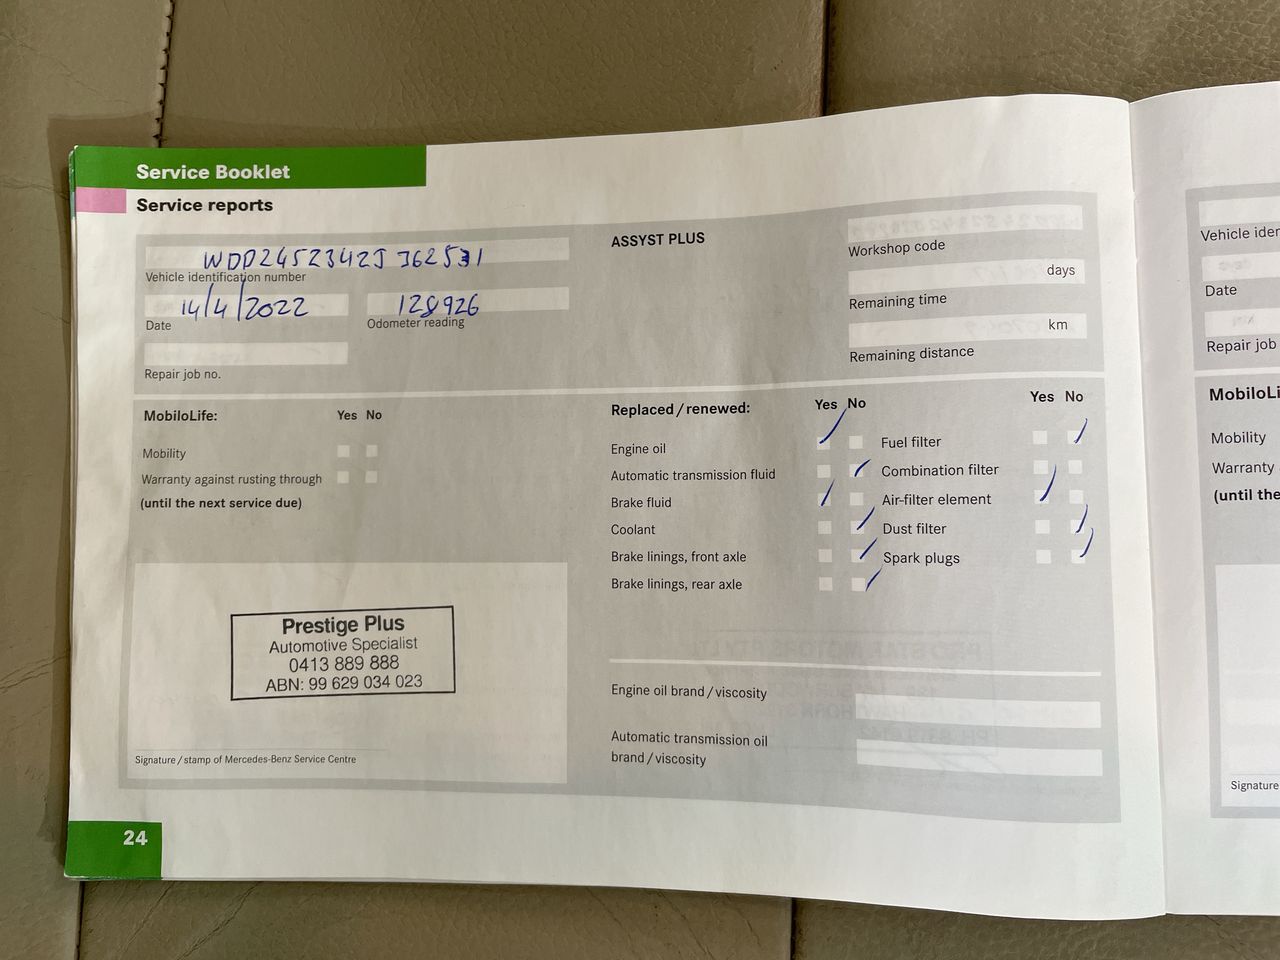 Service Booklet
Service reports
WDD2452342J J62531
Vehicle identification number
14/4/2022
Date
128926
Odometer reading
Repair job no.
ASSYST PLUS
Workshop code
days
Remaining time
km
Remaining distance
MobiloLife: Yes No
Mobility
Warranty against rusting through
(until the next service due)
Replaced / renewed: Yes No
Engine oil
Automatic transmission fluid
Brake fluid
Coolant
Brake linings, front axle
Brake linings, rear axle
Yes No
Fuel filter
Combination filter
Air-filter element
Dust filter
Spark plugs
Prestige Plus
Automotive Specialist
0413 889 888
ABN: 99 629 034 023
Signature / stamp of Mercedes-Benz Service Centre
Engine oil brand / viscosity
Automatic transmission oil
brand / viscosity
24
Vehicle
Date
Repair job
Mobility
Warranty
(until the
Signature